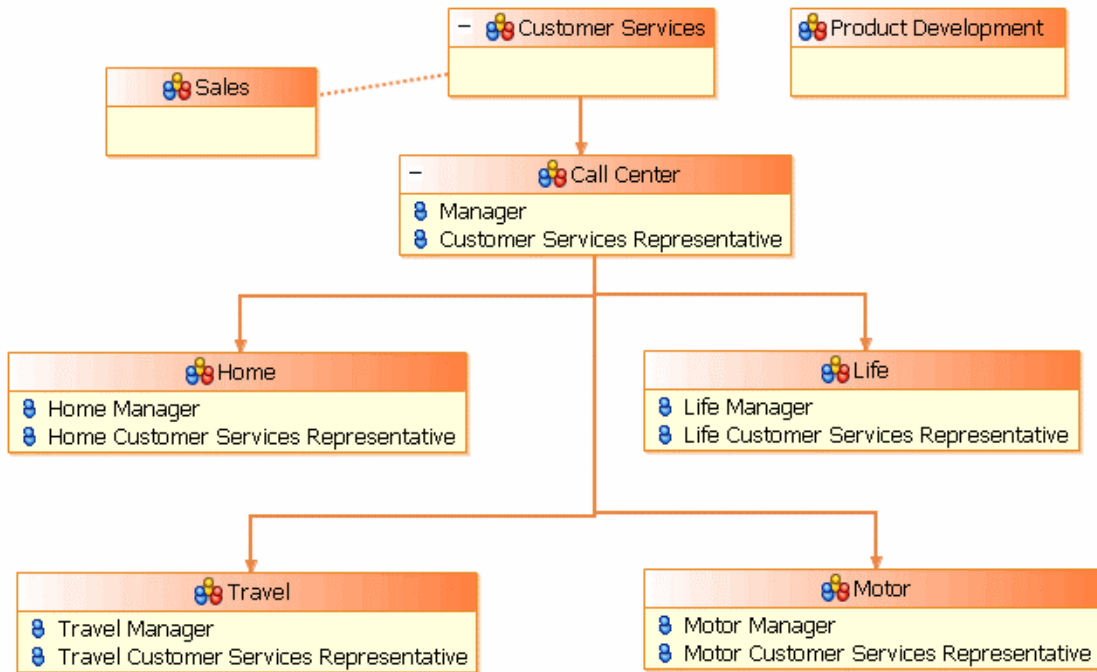 Customer Services
Product Development
Sales
Call Center
Manager
Customer Services Representative
Home
Home Manager
Home Customer Services Representative
Life
Life Manager
Life Customer Services Representative
Travel
Travel Manager
Travel Customer Services Representative
Motor
Motor Manager
Motor Customer Services Representative